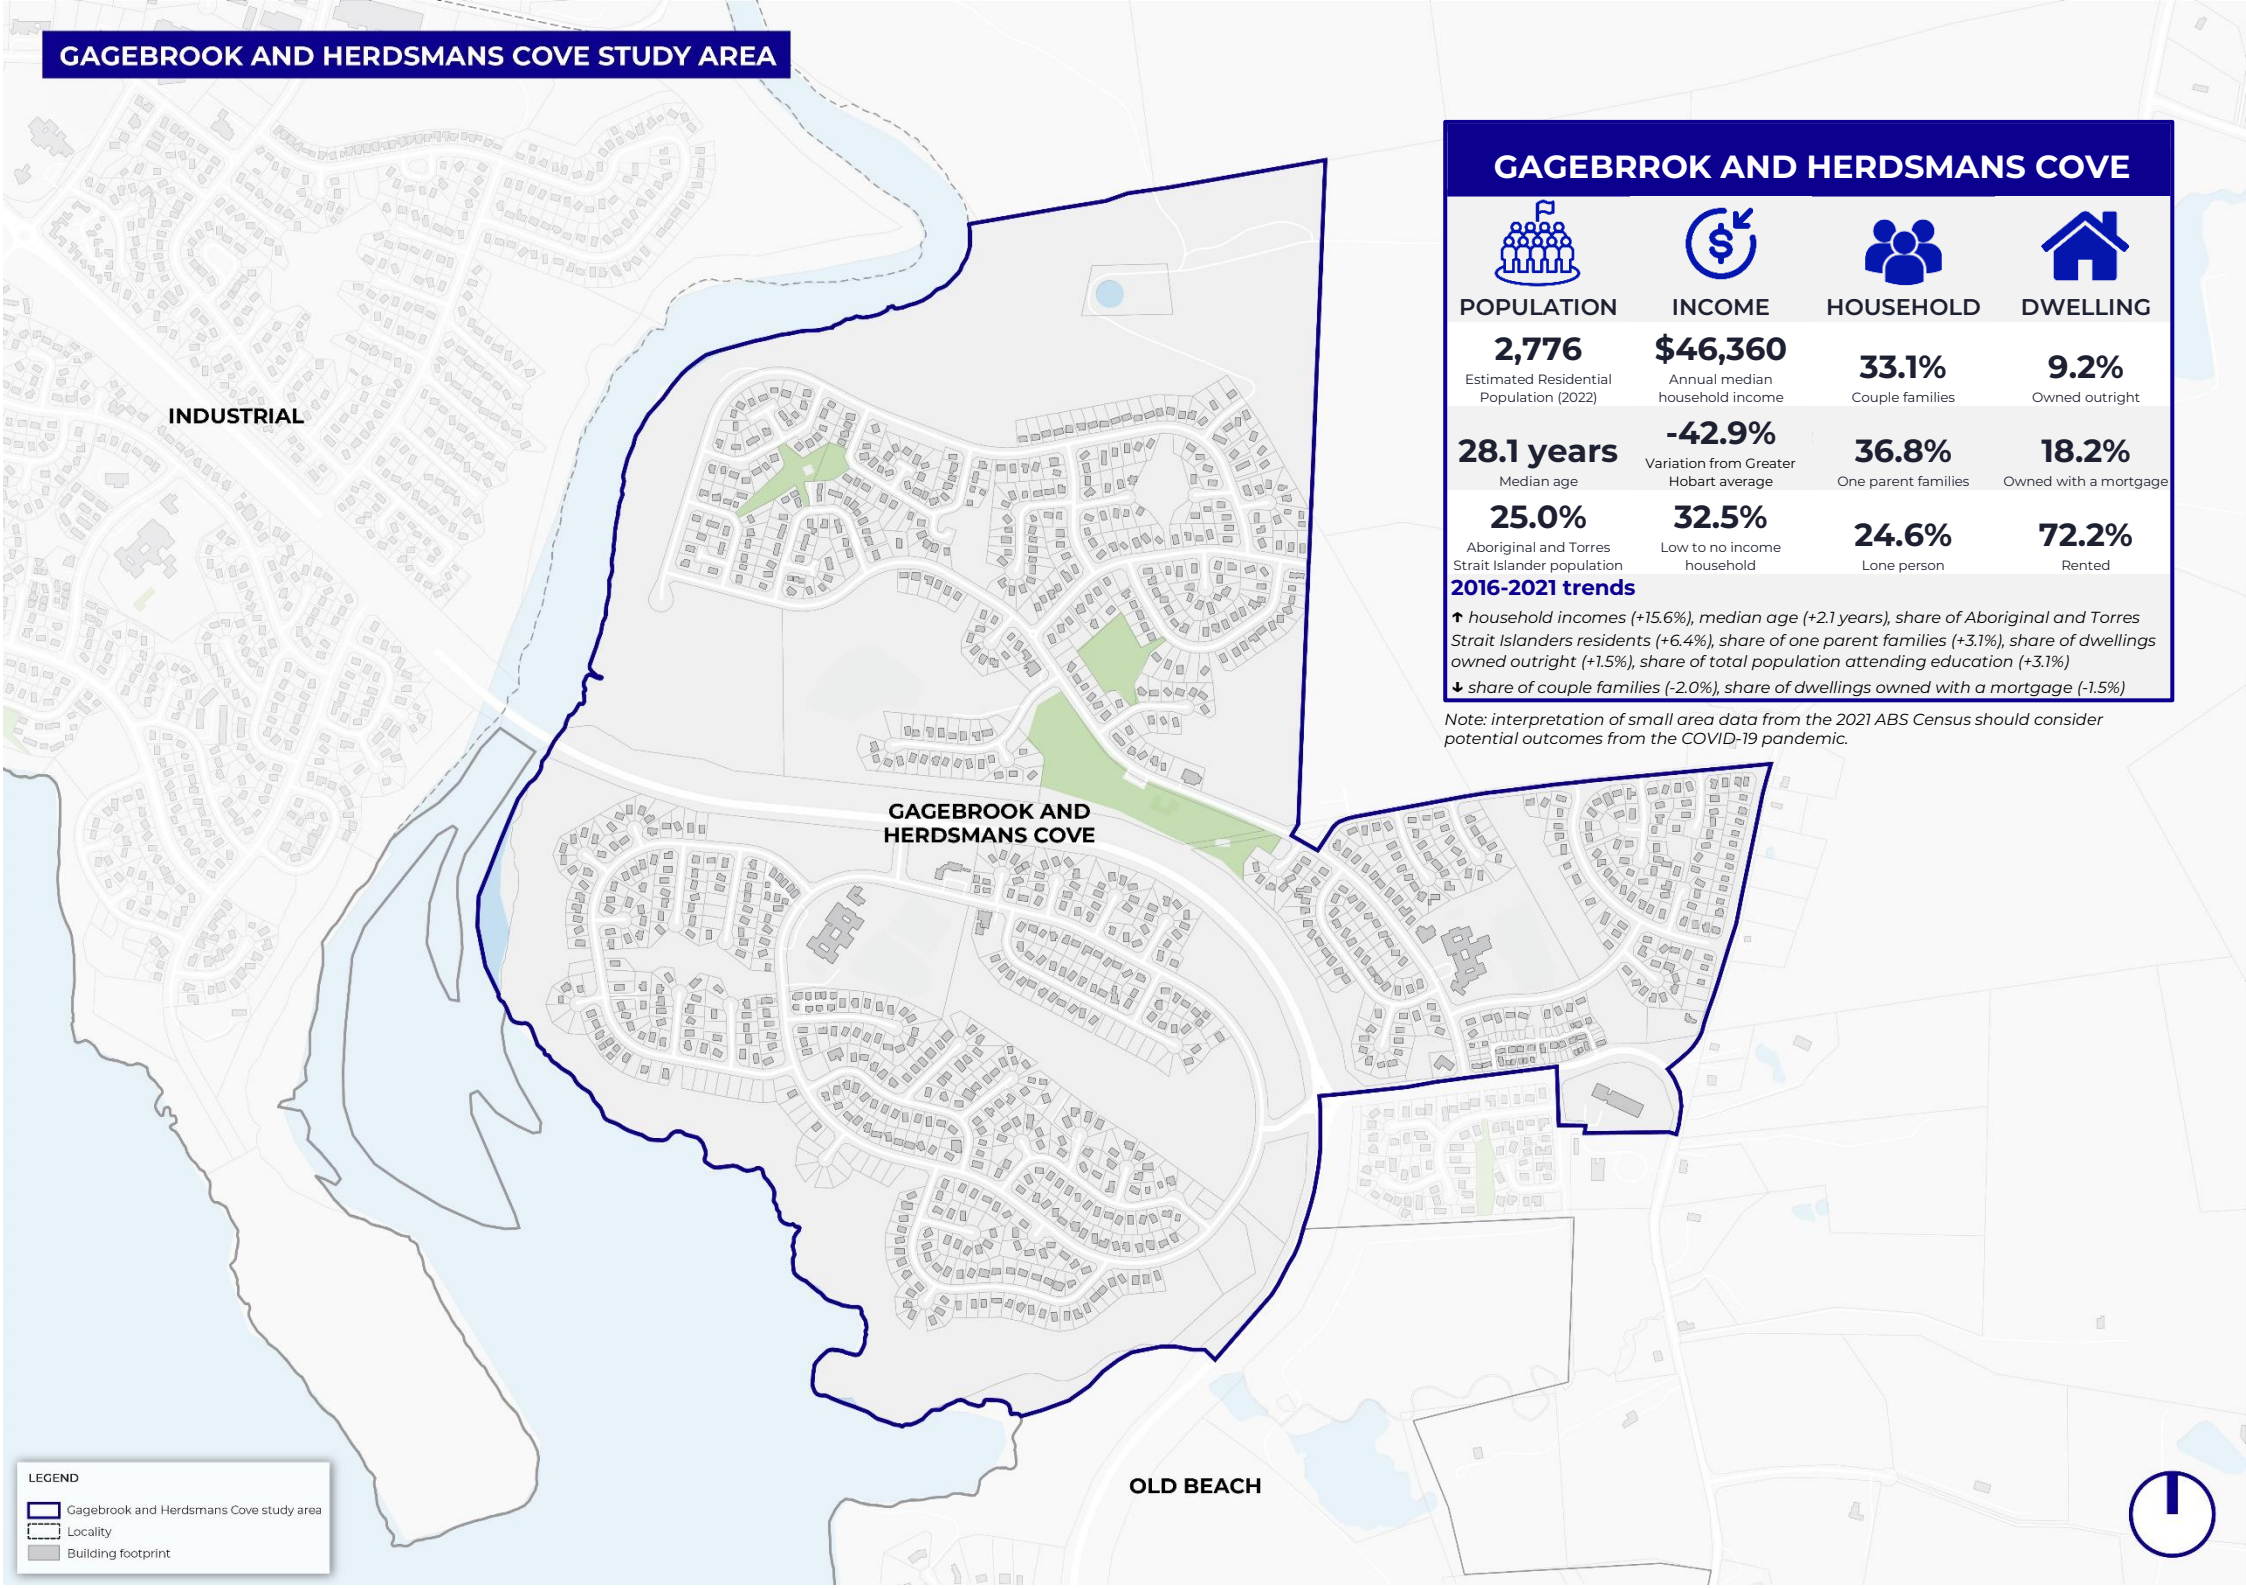 GAGEBROOK AND HERDSMANS COVE STUDY AREA
GAGEBRROK AND HERDSMANS COVE
POPULATION
INCOME
HOUSEHOLD
DWELLING
2,776
Estimated Residential
Population (2022)
$46,360
Annual median
household income
33.1%
Couple families
9.2%
Owned outright
28.1 years
Median age
-42.9%
Variation from Greater
Hobart average
36.8%
One parent families
18.2%
Owned with a mortgage
25.0%
Aboriginal and Torres
Strait Islander population
32.5%
Low to no income
household
24.6%
Lone person
72.2%
Rented
2016-2021 trends
↑ household incomes (+15.6%), median age (+2.1 years), share of Aboriginal and Torres
Strait Islanders residents (+6.4%), share of one parent families (+3.1%), share of dwellings
owned outright (+1.5%), share of total population attending education (+3.1%)
↓ share of couple families (-2.0%), share of dwellings owned with a mortgage (-1.5%)
Note: interpretation of small area data from the 2021 ABS Census should consider
potential outcomes from the COVID-19 pandemic.
INDUSTRIAL
GAGEBROOK AND
HERDSMANS COVE
OLD BEACH
LEGEND
Gagebrook and Herdsmans Cove study area
Locality
Building footprint